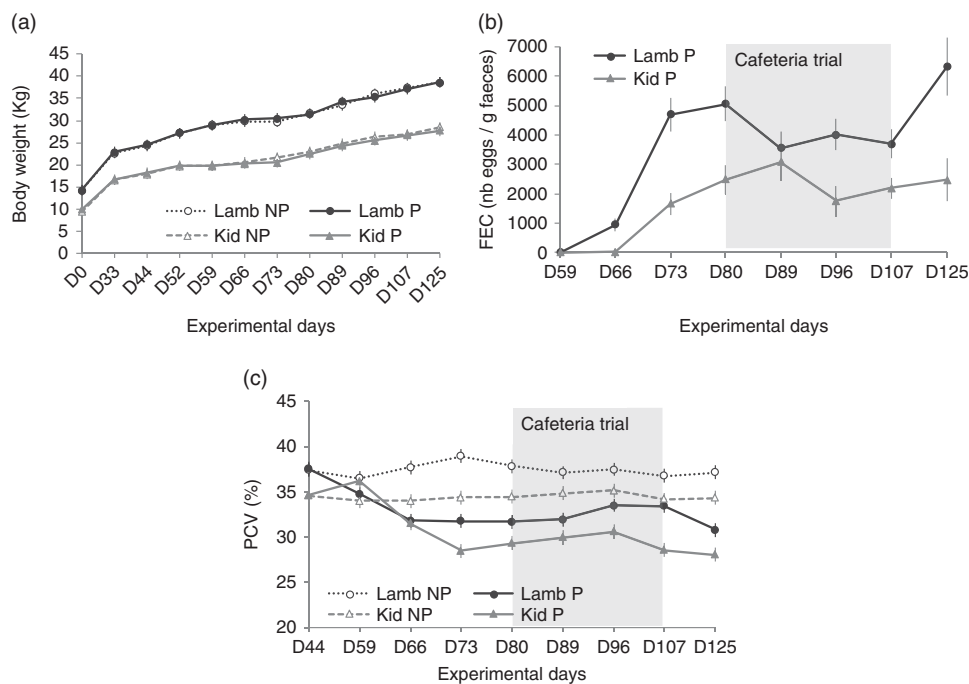 (a)
Body weight (Kg)
45
40
35
30
25
20
15
10
5
0
Lamb NP
Lamb P
Kid NP
Kid P
D0
D33
D44
D52
D59
D66
D73
D80
D89
D96
D107
D125
Experimental days
(b)
FEC (nb eggs / g faeces)
7000
6000
5000
4000
3000
2000
1000
0
Lamb P
Kid P
Cafeteria trial
D59
D66
D73
D80
D89
D96
D107
D125
Experimental days
(c)
PCV (%)
45
40
35
30
25
20
Cafeteria trial
Lamb NP
Lamb P
Kid NP
Kid P
D44
D59
D66
D73
D80
D89
D96
D107
D125
Experimental days